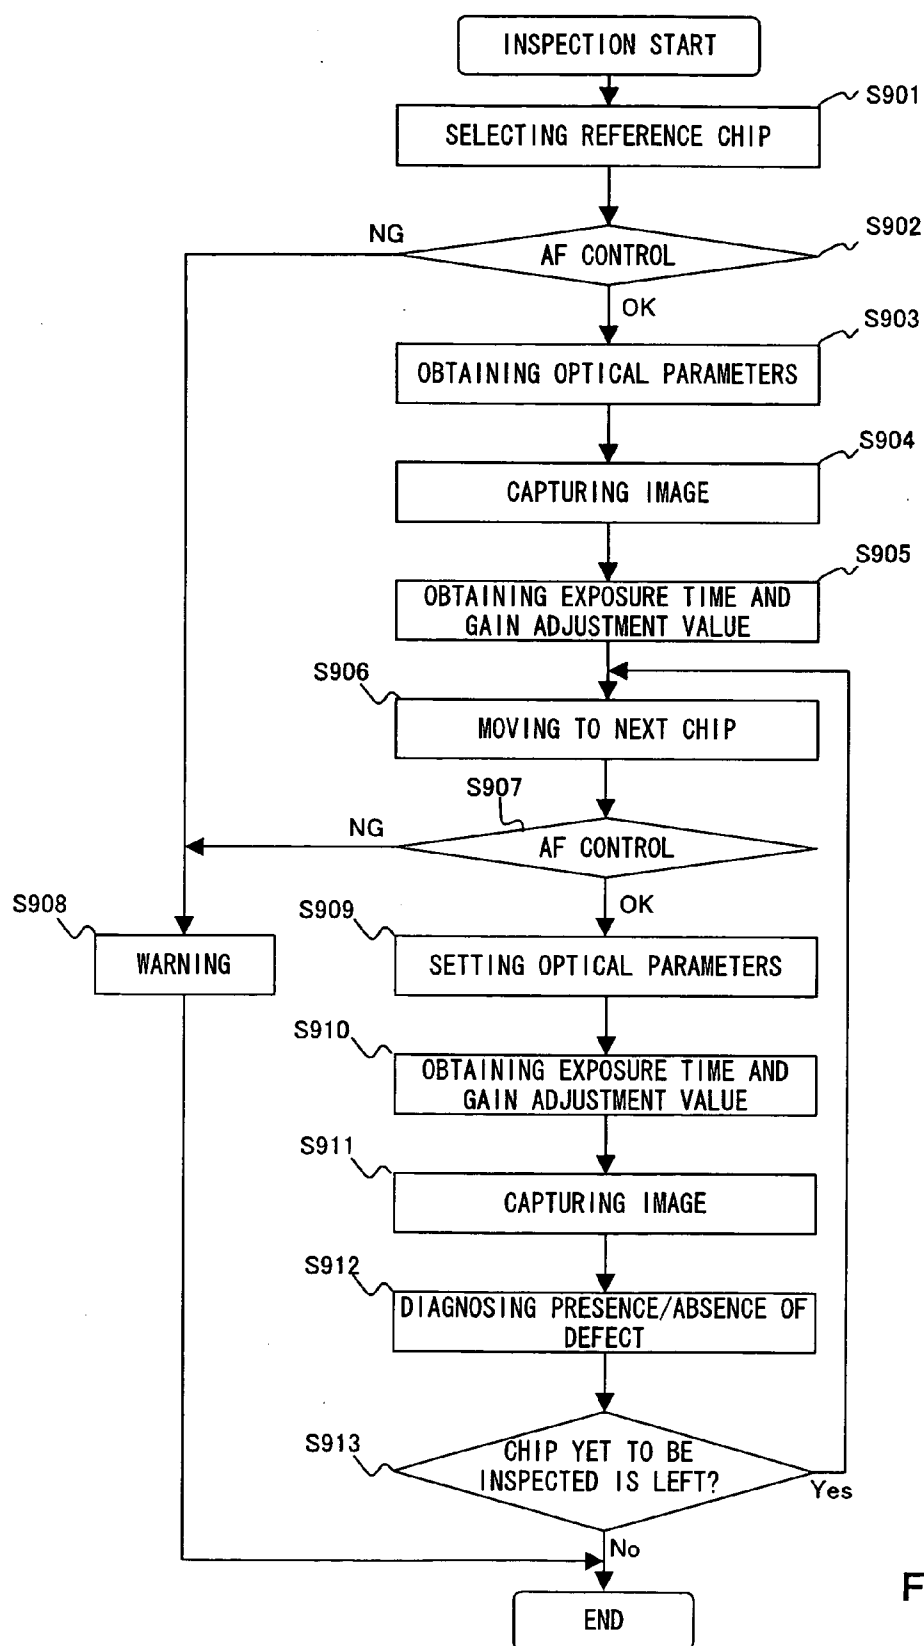 INSPECTION START
S901
SELECTING REFERENCE CHIP
S902
NG
AF CONTROL
OK
S903
OBTAINING OPTICAL PARAMETERS
S904
CAPTURING IMAGE
S905
OBTAINING EXPOSURE TIME AND
GAIN ADJUSTMENT VALUE
S906
MOVING TO NEXT CHIP
S907
NG
AF CONTROL
OK
S908
WARNING
S909
SETTING OPTICAL PARAMETERS
S910
OBTAINING EXPOSURE TIME AND
GAIN ADJUSTMENT VALUE
S911
CAPTURING IMAGE
S912
DIAGNOSING PRESENCE/ABSENCE OF
DEFECT
S913
CHIP YET TO BE
INSPECTED IS LEFT?
Yes
No
F
END